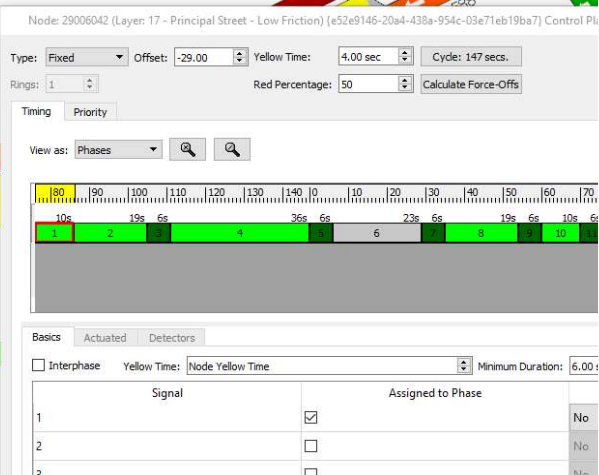 Node: 29006042 (Layer: 17 - Principal Street - Low Friction) {e52e9146-20a4-438a-954c-03e71eb19ba7} Control Pla
Type: Fixed Offset: -29.00 Yellow Time: 4.00 sec Cycle: 147 secs.
Rings: 1 Red Percentage: 50 Calculate Force-Offs
Timing Priority
View as: Phases
|80 |90 |100 |110 |120 |130 |140 |0 |10 |20 |30 |40 |50 |60 |70
10s 19s 6s 36s 6s 23s 6s 19s 6s 10s 6s
1 2 3 4 5 6 7 8 9 10 11
Basics Actuated Detectors
Interphase Yellow Time: Node Yellow Time Minimum Duration: 6.00 s
Signal Assigned to Phase
1 No
2 No
3 No